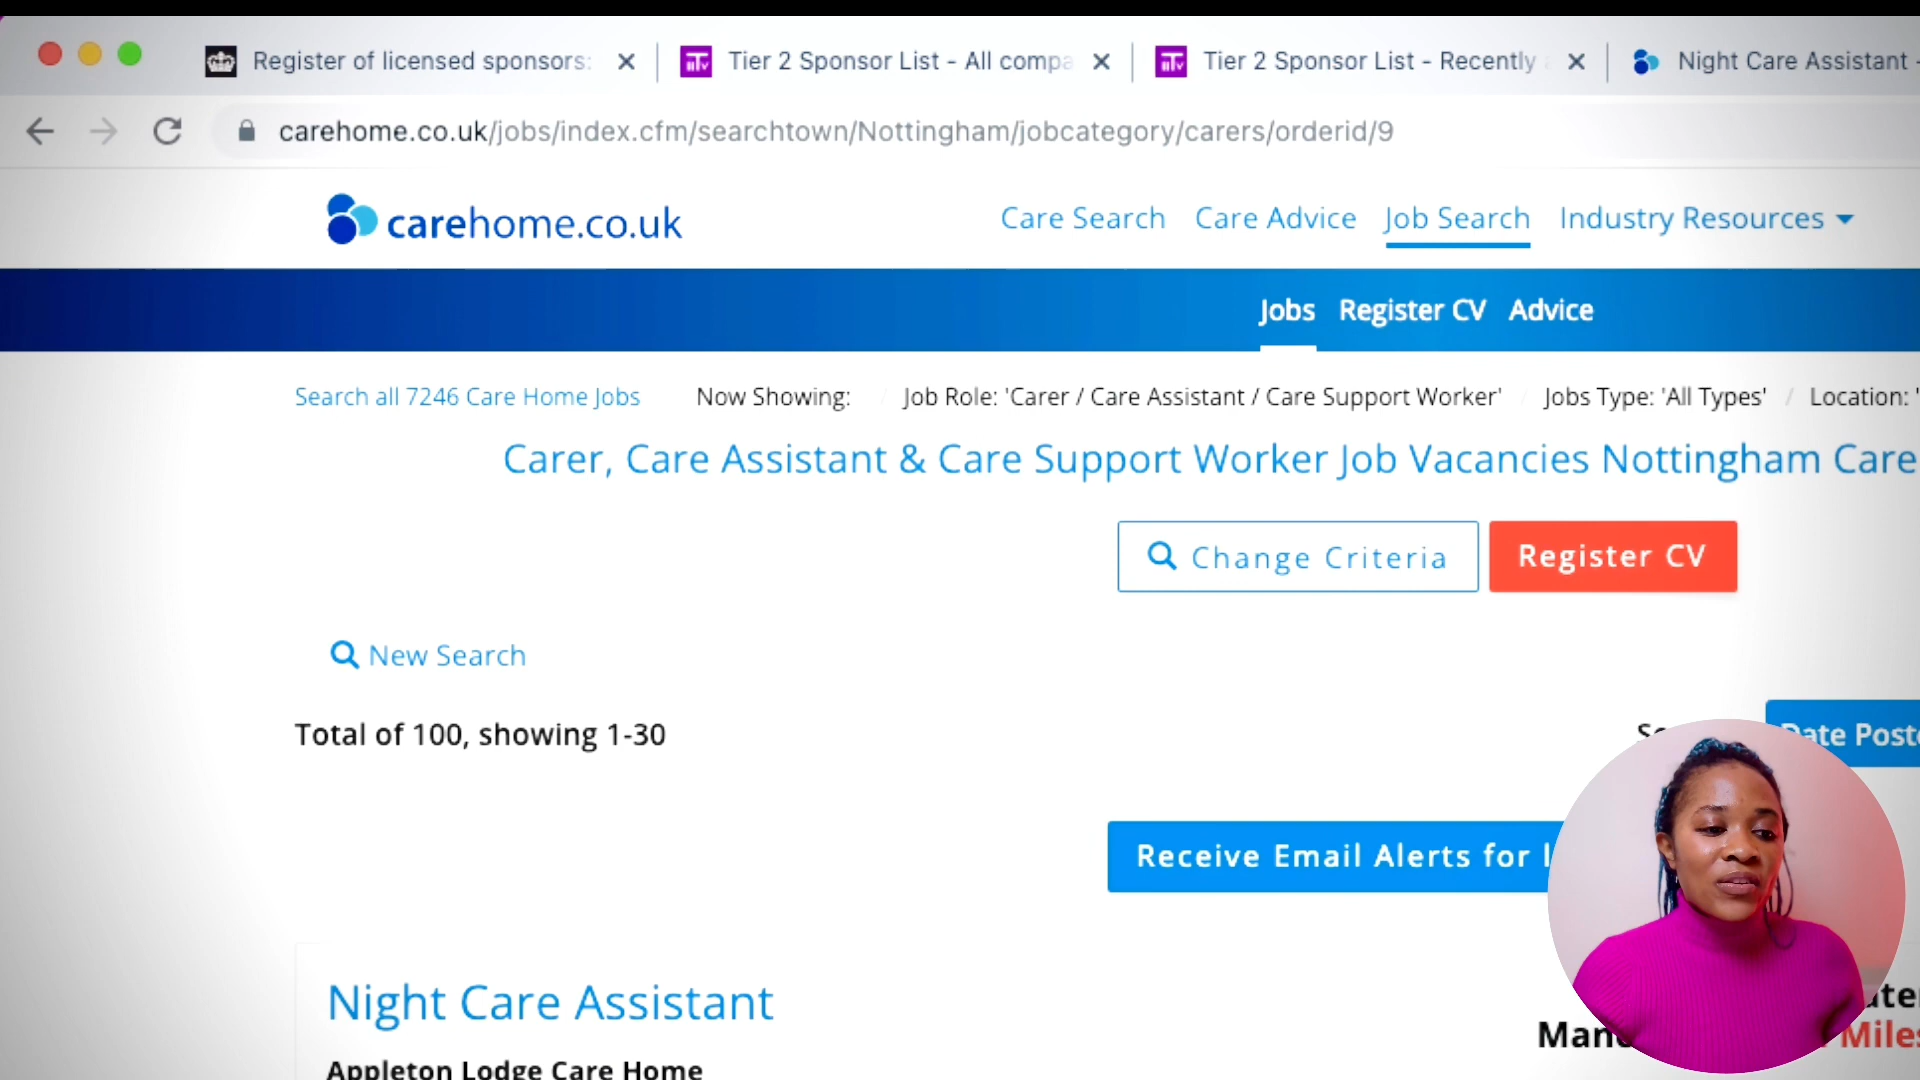 Register of licensed sponsors:
Tier 2 Sponsor List - All compa
Tier 2 Sponsor List - Recently
Night Care Assistant -
carehome.co.uk/jobs/index.cfm/searchtown/Nottingham/jobcategory/carers/orderid/9
carehome.co.uk
Care Search Care Advice Job Search Industry Resources
Jobs Register CV Advice
Search all 7246 Care Home Jobs Now Showing: / Job Role: 'Carer / Care Assistant / Care Support Worker' / Jobs Type: 'All Types' / Location: '
Carer, Care Assistant & Care Support Worker Job Vacancies Nottingham Care
Change Criteria
Register CV
New Search
Total of 100, showing 1-30
Date Poste
Receive Email Alerts for
Night Care Assistant
Appleton Lodge Care Home
Miles